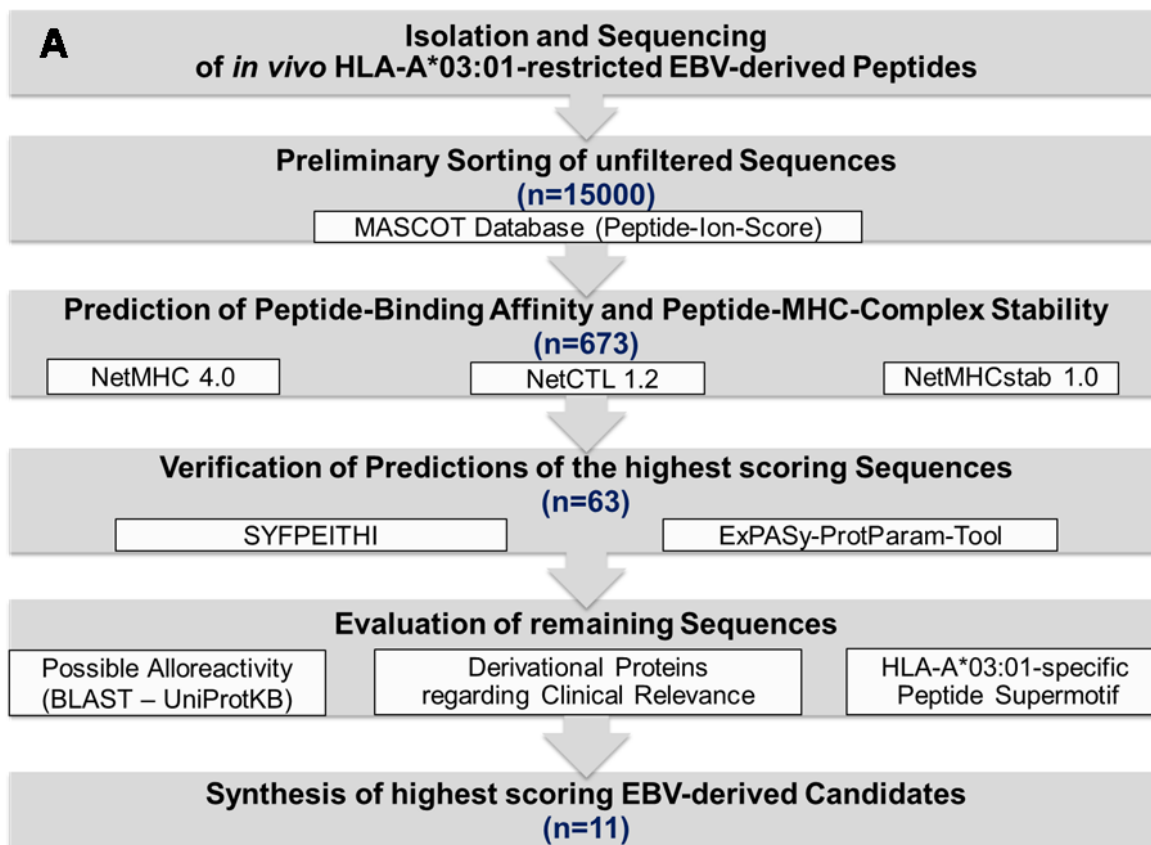 A
Isolation and Sequencing
of in vivo HLA-A*03:01-restricted EBV-derived Peptides
Preliminary Sorting of unfiltered Sequences
(n=15000)
MASCOT Database (Peptide-Ion-Score)
Prediction of Peptide-Binding Affinity and Peptide-MHC-Complex Stability
(n=673)
NetMHC 4.0
NetCTL 1.2
NetMHCstab 1.0
Verification of Predictions of the highest scoring Sequences
(n=63)
SYFPEITHI
ExPASy-ProtParam-Tool
Evaluation of remaining Sequences
Possible Alloreactivity
(BLAST – UniProtKB)
Derivational Proteins
regarding Clinical Relevance
HLA-A*03:01-specific
Peptide Supermotif
Synthesis of highest scoring EBV-derived Candidates
(n=11)